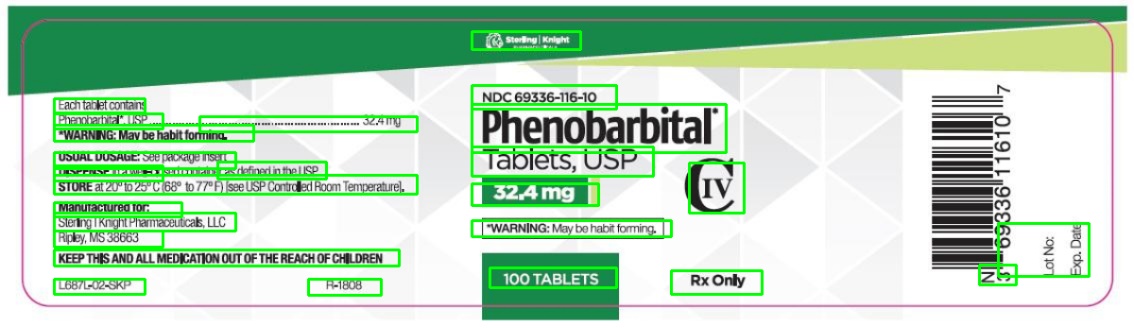 Sterling | Knight
PHARMACEUTICALS
Each tablet contains
Phenobarbital*, USP .......................................................... 32.4 mg
*WARNING: May be habit forming.
USUAL DOSAGE: See package insert.
DISPENSE in a well-closed container as defined in the USP
STORE at 20° to 25° C (68° to 77° F) [see USP Controlled Room Temperature].
Manufactured for:
Sterling | Knight Pharmaceuticals, LLC
Ripley, MS 38663
KEEP THIS AND ALL MEDICATION OUT OF THE REACH OF CHILDREN
L687L-02-SKP
R-1808
NDC 69336-116-10
Phenobarbital*
Tablets, USP
32.4 mg
CIV
*WARNING: May be habit forming.
100 TABLETS
Rx Only
N
3 69336 11610 7
Lot No:
Exp. Date